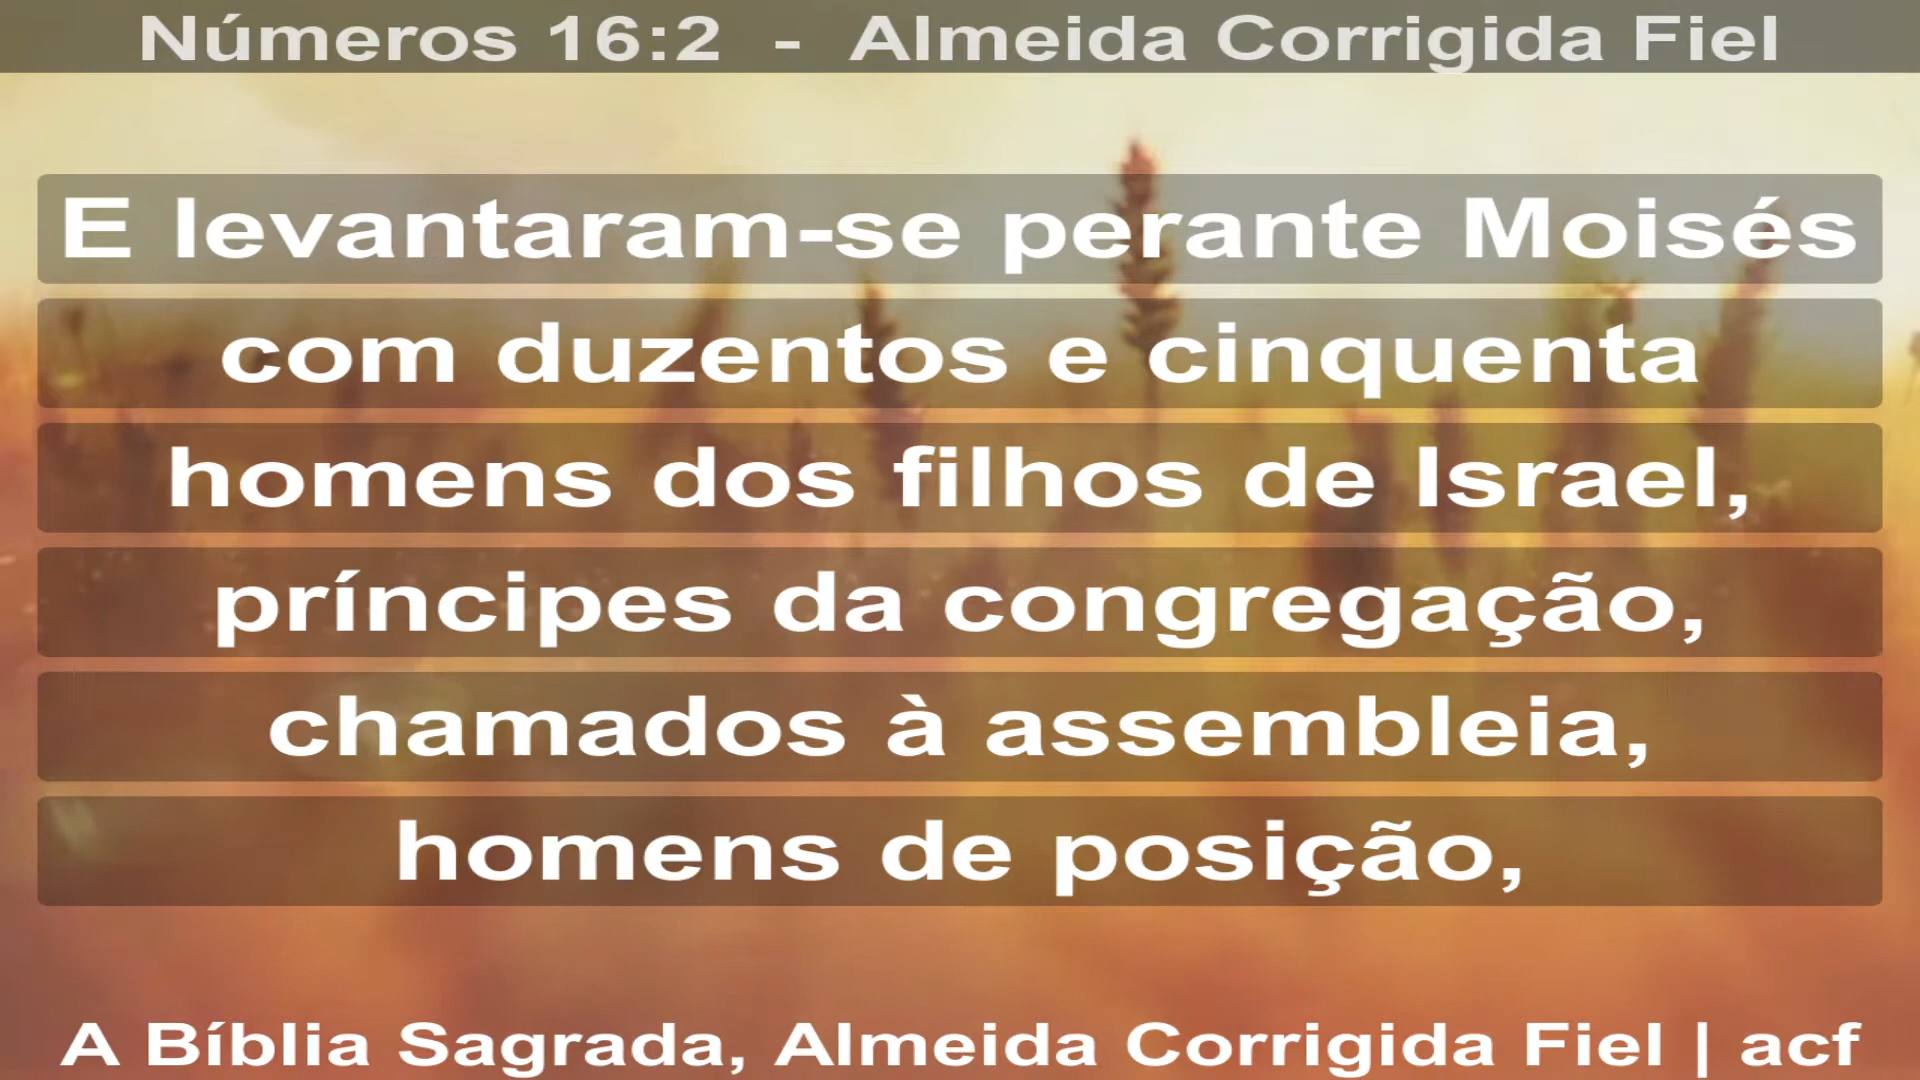 Números 16:2 - Almeida Corrigida Fiel
E levantaram-se perante Moisés
com duzentos e cinquenta
homens dos filhos de Israel,
príncipes da congregação,
chamados à assembleia,
homens de posição,
A Bíblia Sagrada, Almeida Corrigida Fiel | acf